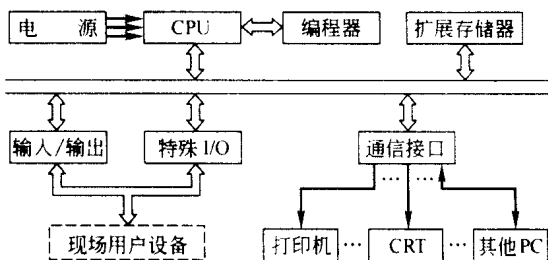 电 源 CPU 编程器 扩展存储器
输入/输出 特殊 I/O 通信接口
… …
现场用户设备 打印机 … CRT … 其他PC